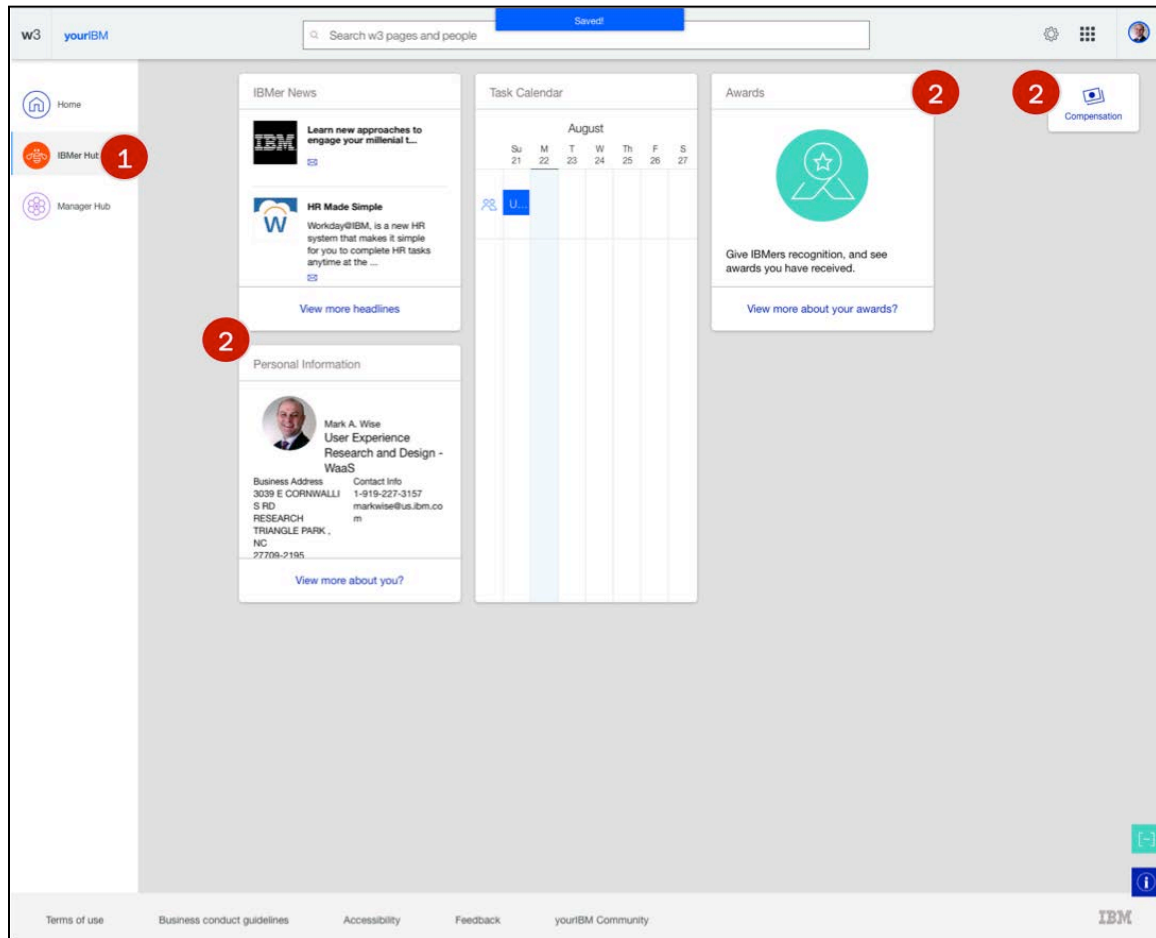 Saved!
w3 yourIBM
Search w3 pages and people
Home
IBMer Hub
1
Manager Hub
IBMer News
IBM
Learn new approaches to
engage your millenial t...
W
HR Made Simple
Workday@IBM, is a new HR
system that makes it simple
for you to complete HR tasks
anytime at the ...
View more headlines
Task Calendar
August
Su M T W Th F S
21 22 23 24 25 26 27
U...
Awards
2
Give IBMers recognition, and see
awards you have received.
View more about your awards?
2
Compensation
2
Personal Information
Mark A. Wise
User Experience
Research and Design -
WaaS
Business Address
3039 E CORNWALLI
S RD
RESEARCH
TRIANGLE PARK ,
NC
27709-2195
Contact Info
1-919-227-3157
markwise@us.ibm.co
m
View more about you?
[-]
i
Terms of use Business conduct guidelines Accessibility Feedback yourIBM Community IBM